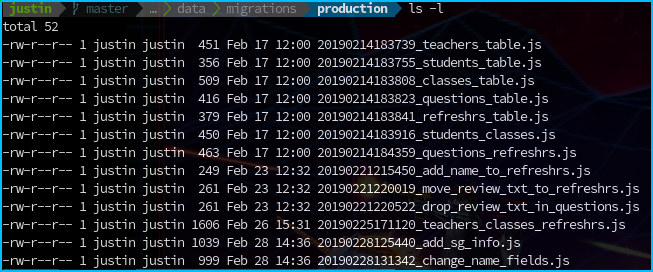 justin master … data migrations production ls -l
total 52
-rw-r--r-- 1 justin justin  451 Feb 17 12:00 20190214183739_teachers_table.js
-rw-r--r-- 1 justin justin  356 Feb 17 12:00 20190214183755_students_table.js
-rw-r--r-- 1 justin justin  509 Feb 17 12:00 20190214183808_classes_table.js
-rw-r--r-- 1 justin justin  416 Feb 17 12:00 20190214183823_questions_table.js
-rw-r--r-- 1 justin justin  379 Feb 17 12:00 20190214183841_refreshrs_table.js
-rw-r--r-- 1 justin justin  450 Feb 17 12:00 20190214183916_students_classes.js
-rw-r--r-- 1 justin justin  463 Feb 17 12:00 20190214184359_questions_refreshrs.js
-rw-r--r-- 1 justin justin  249 Feb 23 12:32 20190221215450_add_name_to_refreshrs.js
-rw-r--r-- 1 justin justin  261 Feb 23 12:32 20190221220019_move_review_txt_to_refreshrs.js
-rw-r--r-- 1 justin justin  261 Feb 23 12:32 20190221220522_drop_review_txt_in_questions.js
-rw-r--r-- 1 justin justin 1606 Feb 26 15:31 20190225171120_teachers_classes_refreshrs.js
-rw-r--r-- 1 justin justin 1039 Feb 28 14:36 20190228125440_add_sg_info.js
-rw-r--r-- 1 justin justin  999 Feb 28 14:36 20190228131342_change_name_fields.js